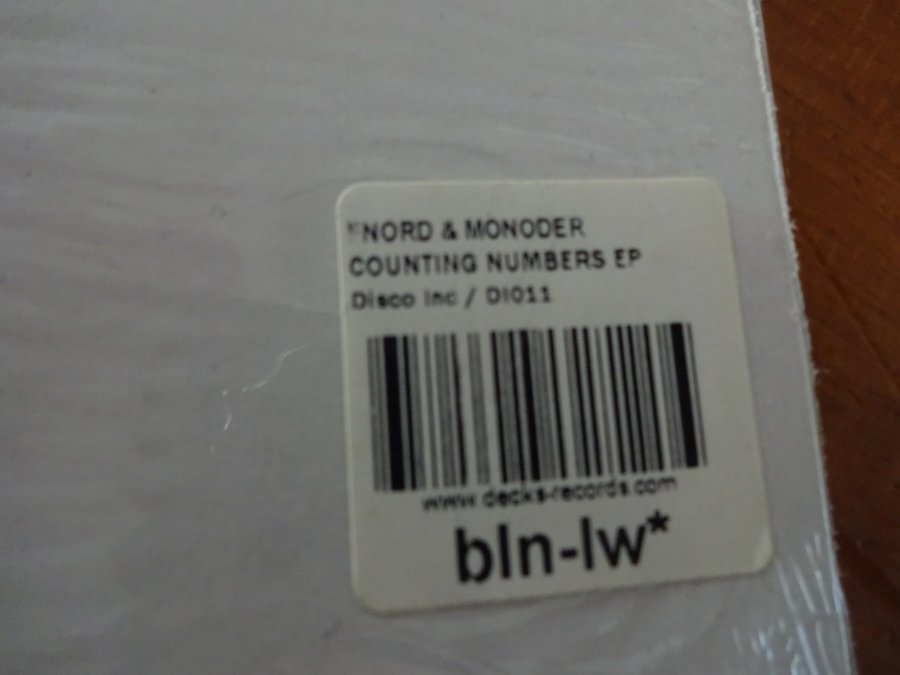 NORD & MONODER
COUNTING NUMBERS EP
Disco Inc / DI011
www.decks-records.com
bln-lw*